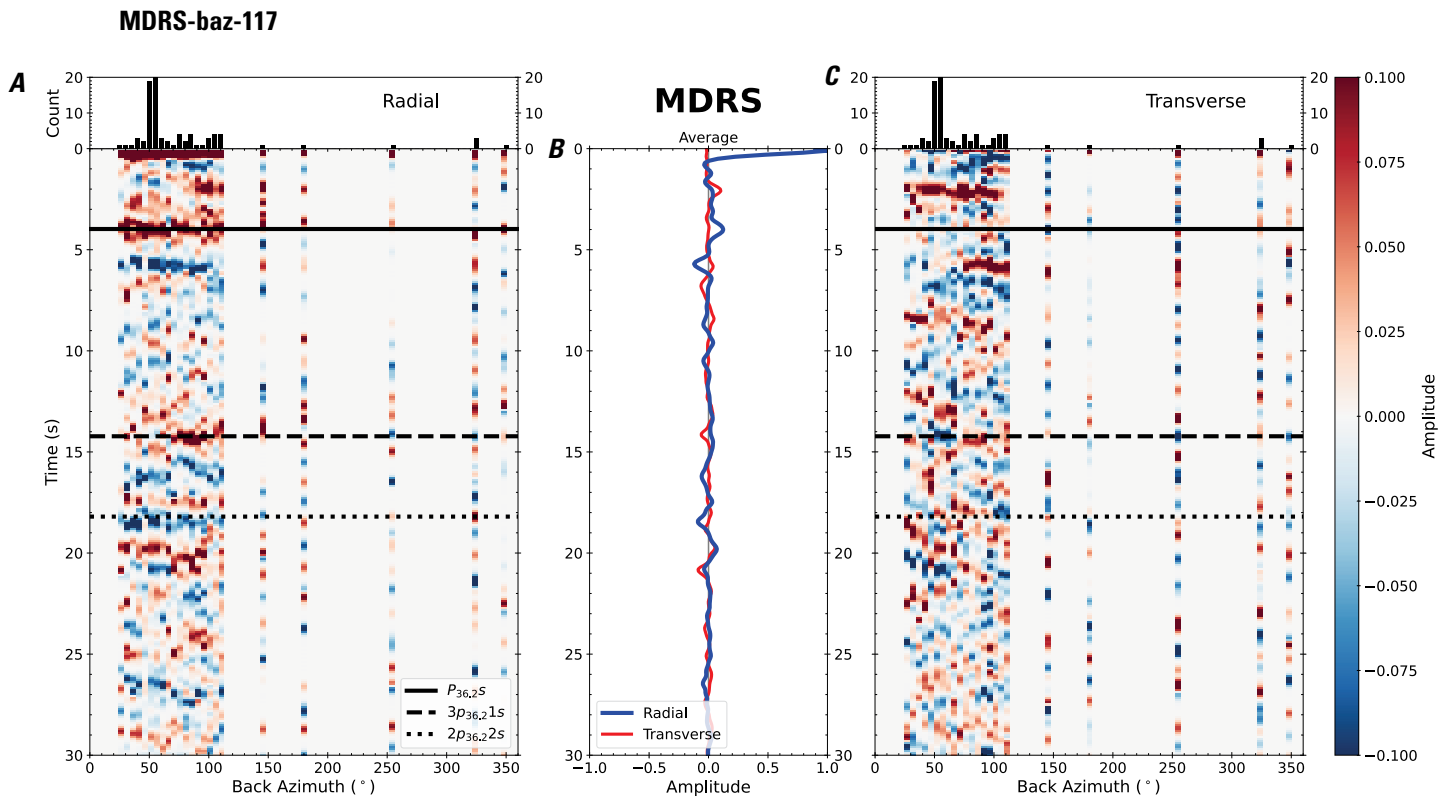 MDRS-baz-117
A
Count
20
10
0
Radial
20
10
0
MDRS
Average
B
C
20
10
0
Transverse
20
10
0
0.100
0.075
0.050
0.025
0.000
−0.025
−0.050
−0.075
−0.100
Amplitude
Time (s)
0
5
10
15
20
25
30
P36.2s
3p36.21s
2p36.22s
0 50 100 150 200 250 300 350
Back Azimuth (°)
0
5
10
15
20
25
30
Radial
Transverse
−1.0 −0.5 0.0 0.5 1.0
Amplitude
0
5
10
15
20
25
30
0 50 100 150 200 250 300 350
Back Azimuth (°)